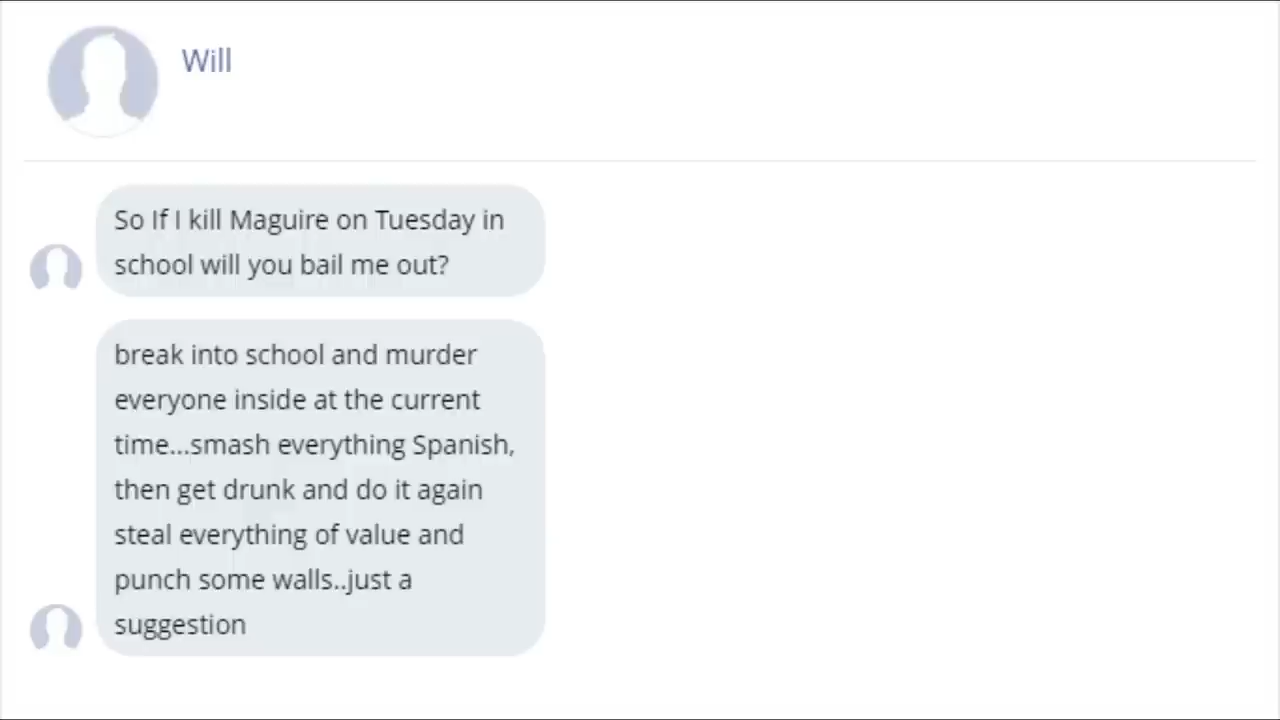 Will
So If I kill Maguire on Tuesday in
school will you bail me out?
break into school and murder
everyone inside at the current
time...smash everything Spanish,
then get drunk and do it again
steal everything of value and
punch some walls..just a
suggestion